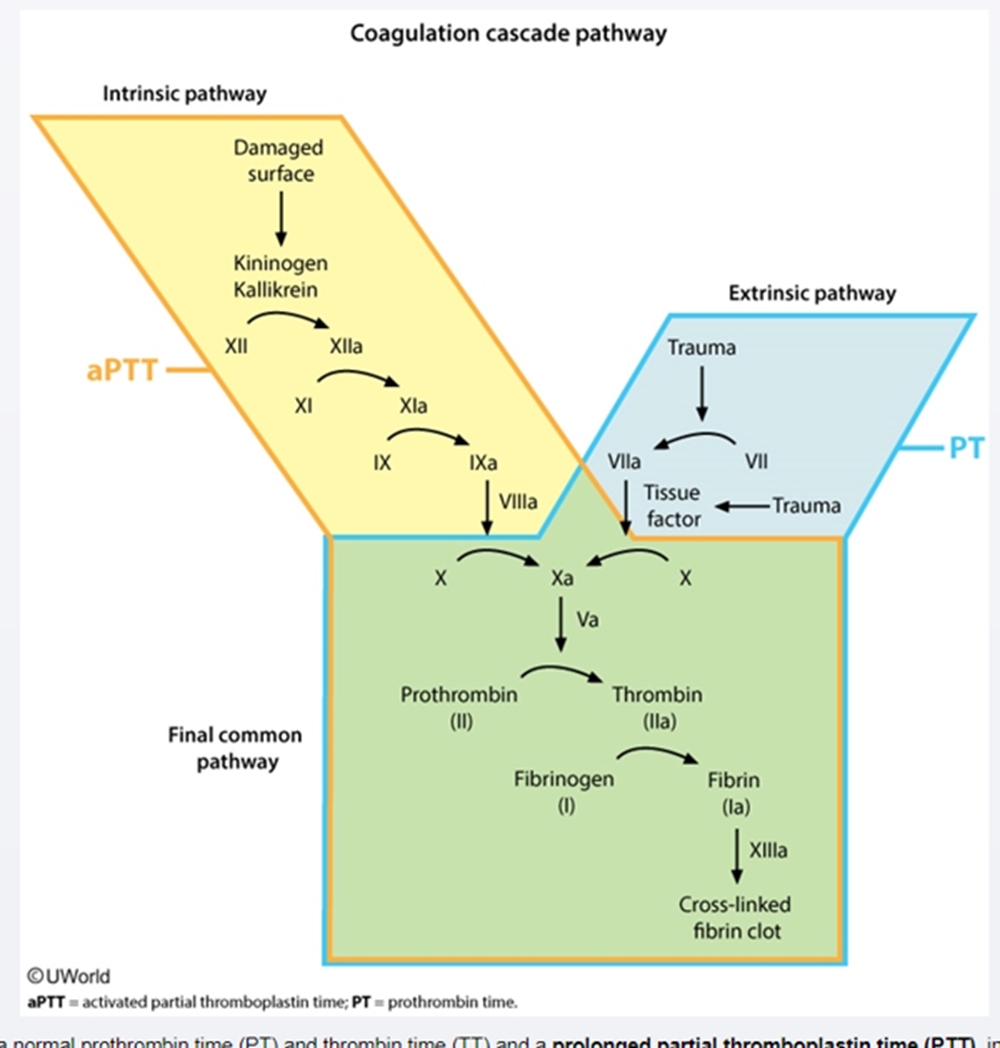 Coagulation cascade pathway
Intrinsic pathway
Damaged
surface
Kininogen
Kallikrein
XII XIIa
aPTT
XI XIa
IX IXa
VIIIa
Extrinsic pathway
Trauma
VIIa VII
PT
Tissue
factor
Trauma
X Xa X
Va
Prothrombin
(II)
Thrombin
(IIa)
Final common
pathway
Fibrinogen
(I)
Fibrin
(Ia)
XIIIa
Cross-linked
fibrin clot
©UWorld
aPTT = activated partial thromboplastin time; PT = prothrombin time.
a normal prothrombin time (PT) and thrombin time (TT) and a prolonged partial thromboplastin time (PTT), in